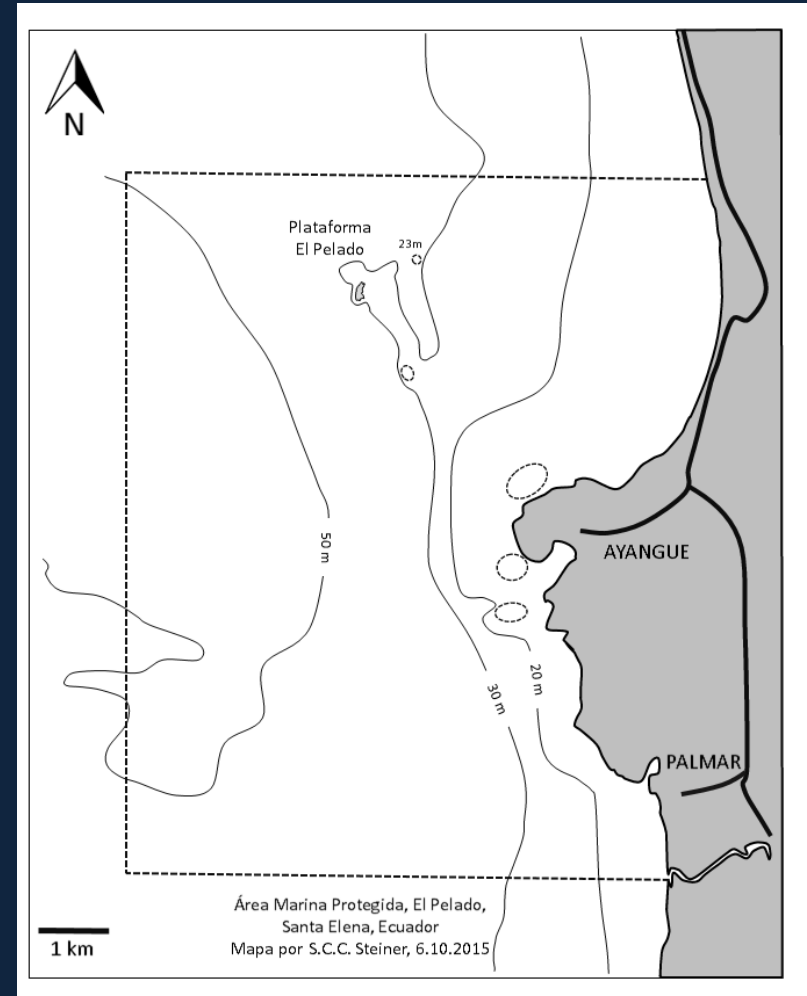 N
Plataforma
El Pelado
23m
50 m
AYANGUE
20 m
30 m
PALMAR
Área Marina Protegida, El Pelado,
Santa Elena, Ecuador
Mapa por S.C.C. Steiner, 6.10.2015
1 km